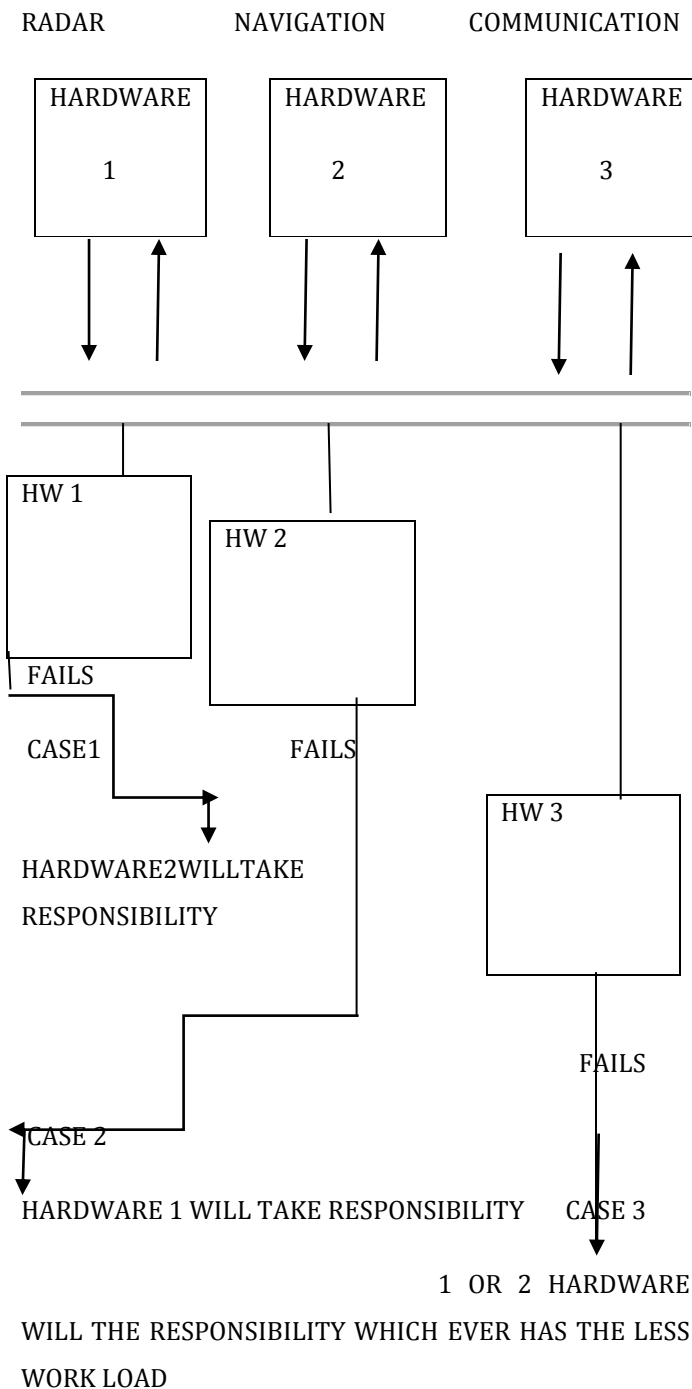 RADAR NAVIGATION COMMUNICATION
HARDWARE HARDWARE HARDWARE
1 2 3
HW 1
HW 2
FAILS
CASE1 FAILS
HW 3
HARDWARE2WILLTAKE
RESPONSIBILITY
FAILS
CASE 2
HARDWARE 1 WILL TAKE RESPONSIBILITY CASE 3
1 OR 2 HARDWARE
WILL THE RESPONSIBILITY WHICH EVER HAS THE LESS
WORK LOAD